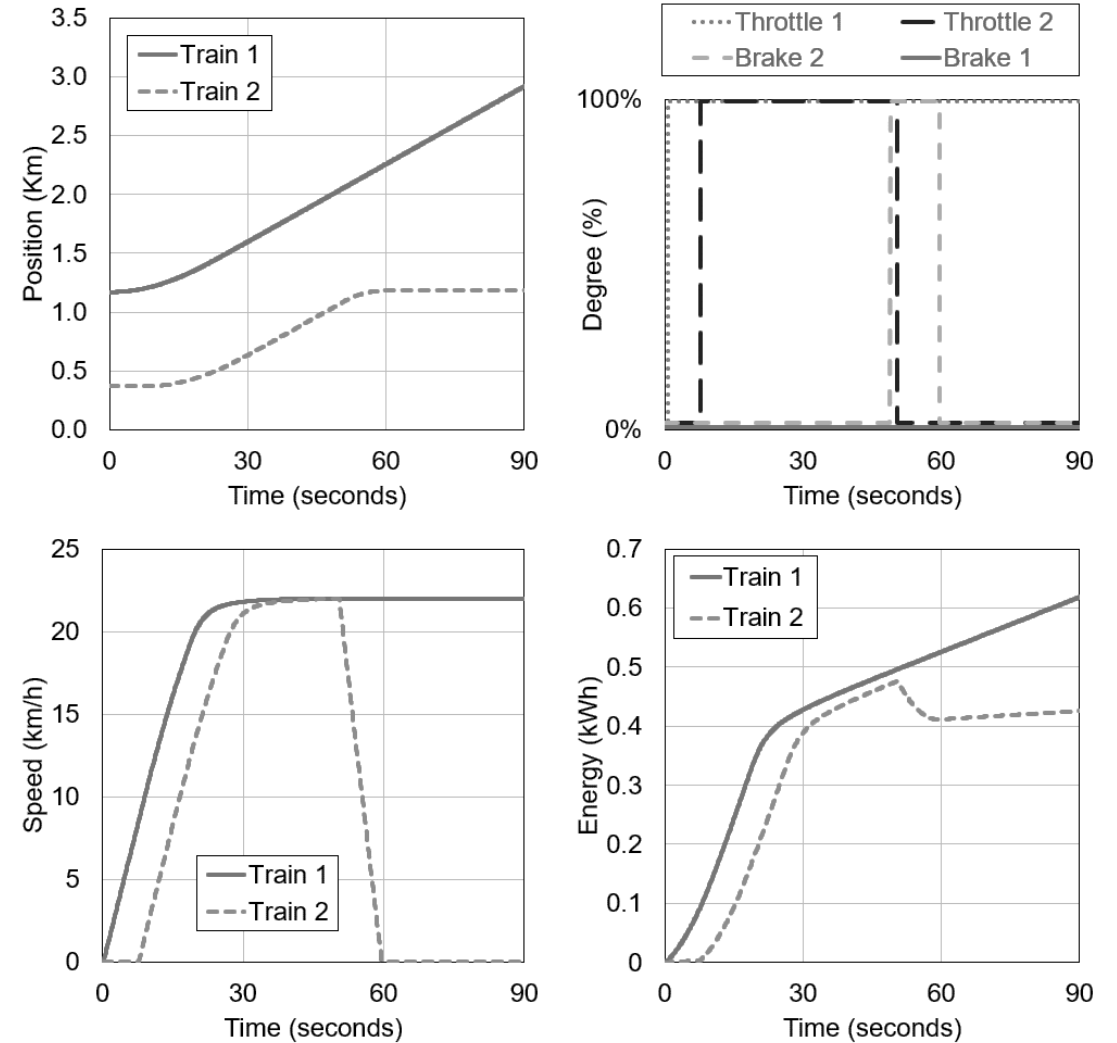 3.5
3.0
2.5
2.0
1.5
1.0
0.5
0.0
Position (Km)
Train 1
Train 2
0 30 60 90
Time (seconds)
Throttle 1 Throttle 2
Brake 2 Brake 1
100%
0%
Degree (%)
0 30 60 90
Time (seconds)
25
20
15
10
5
0
Speed (km/h)
Train 1
Train 2
0 30 60 90
Time (seconds)
0.7
0.6
0.5
0.4
0.3
0.2
0.1
0
Energy (kWh)
Train 1
Train 2
0 30 60 90
Time (seconds)